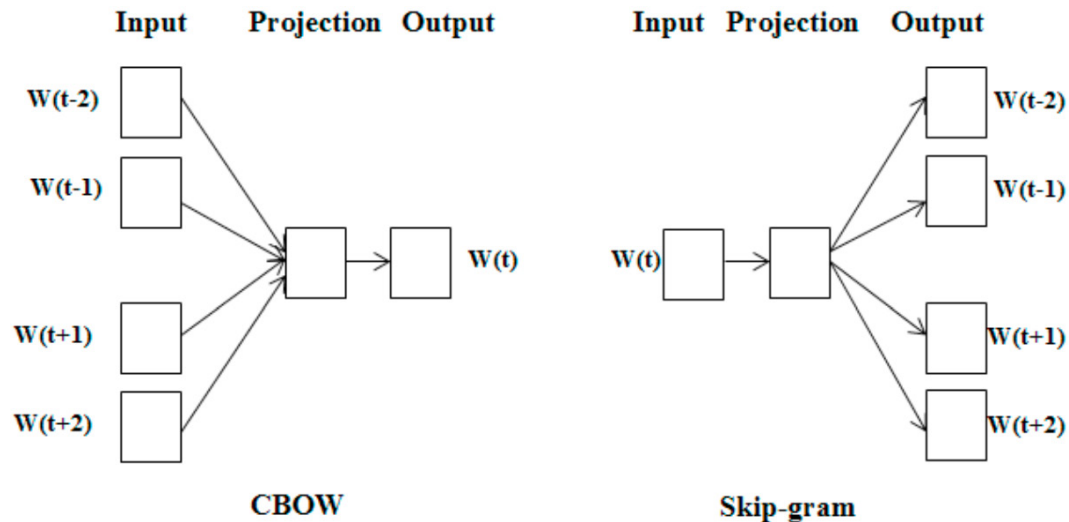 Input Projection Output
W(t-2)
W(t-1)
W(t)
W(t+1)
W(t+2)
CBOW
Input Projection Output
W(t-2)
W(t-1)
W(t)
W(t+1)
W(t+2)
Skip-gram